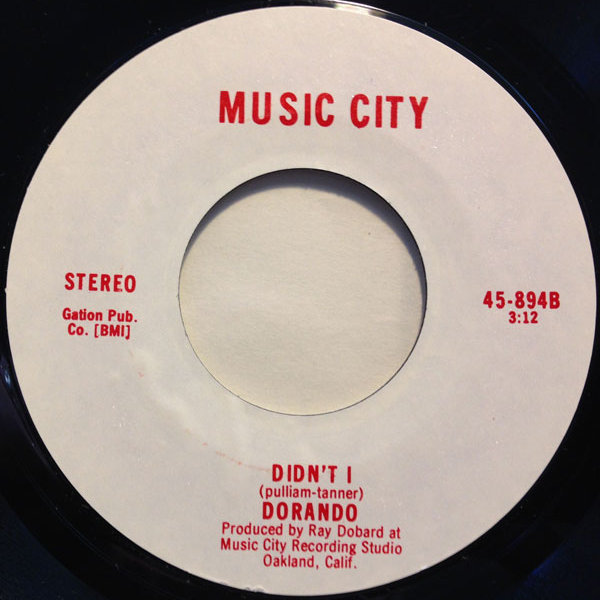 MUSIC CITY
STEREO
Gation Pub.
Co. [BMI]
45-894B
3:12
DIDN'T I
(pulliam-tanner)
DORANDO
Produced by Ray Dobard at
Music City Recording Studio
Oakland, Calif.